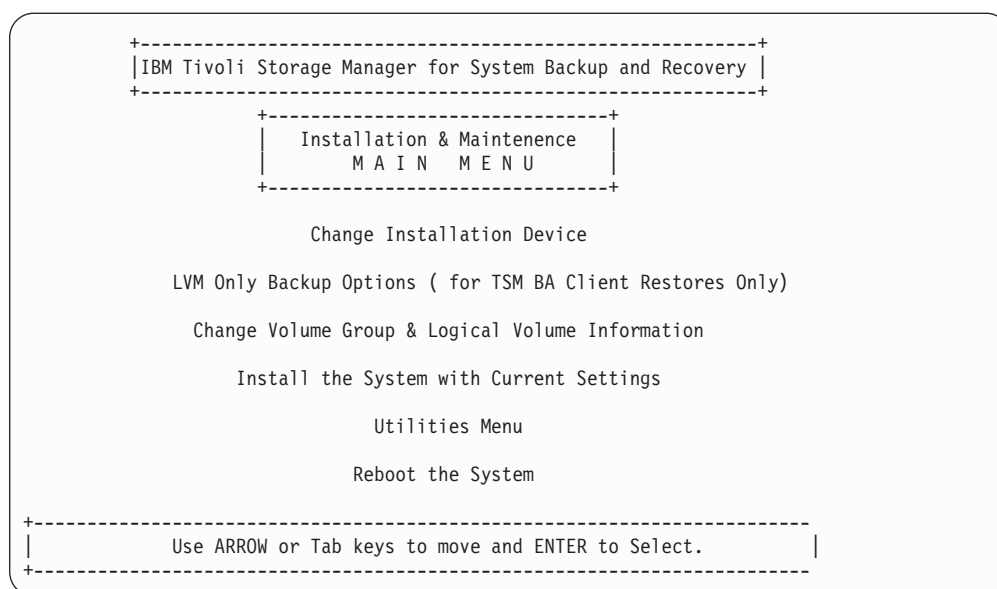 IBM Tivoli Storage Manager for System Backup and Recovery
Installation & Maintenence
M A I N   M E N U
Change Installation Device
LVM Only Backup Options ( for TSM BA Client Restores Only)
Change Volume Group & Logical Volume Information
Install the System with Current Settings
Utilities Menu
Reboot the System
Use ARROW or Tab keys to move and ENTER to Select.